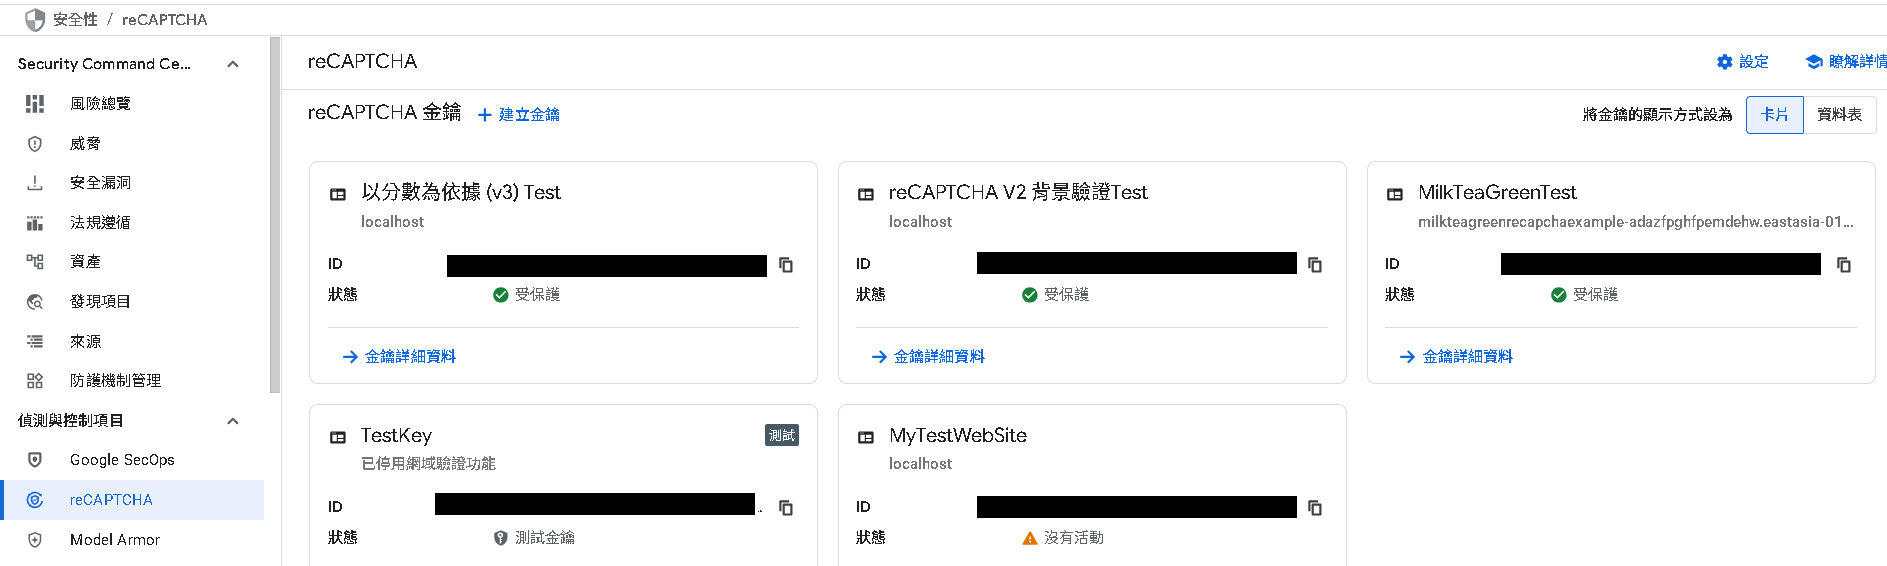 安全性 / reCAPTCHA
Security Command Ce...
風險總覽
威脅
安全漏洞
法規遵循
資產
發現項目
來源
防護機制管理
偵測與控制項目
Google SecOps
reCAPTCHA
Model Armor
reCAPTCHA
設定
瞭解詳情
reCAPTCHA 金鑰
建立金鑰
將金鑰的顯示方式設為
卡片
資料表
以分數為依據 (v3) Test
localhost
ID
狀態
受保護
金鑰詳細資料
reCAPTCHA V2 背景驗證Test
localhost
ID
狀態
受保護
金鑰詳細資料
MilkTeaGreenTest
milkteagreenrecapchaexample-adazfpghfpemdehw.eastasia-01...
ID
狀態
受保護
金鑰詳細資料
TestKey
測試
已停用網域驗證功能
ID
狀態
測試金鑰
MyTestWebSite
localhost
ID
狀態
沒有活動